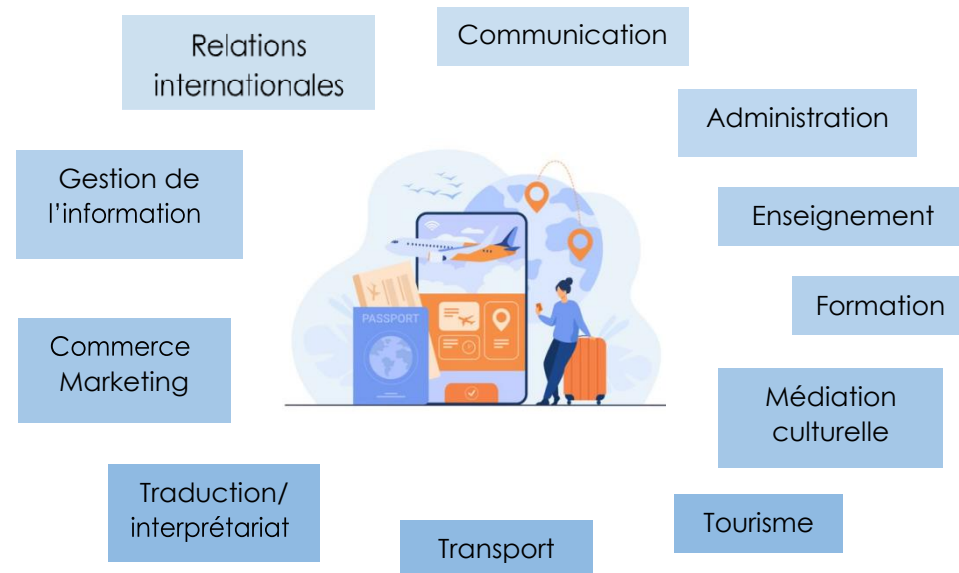 Relations
internationales
Communication
Administration
Gestion de
l’information
Enseignement
Formation
PASSPORT
Commerce
Marketing
Médiation
culturelle
Traduction/
interprétariat
Tourisme
Transport